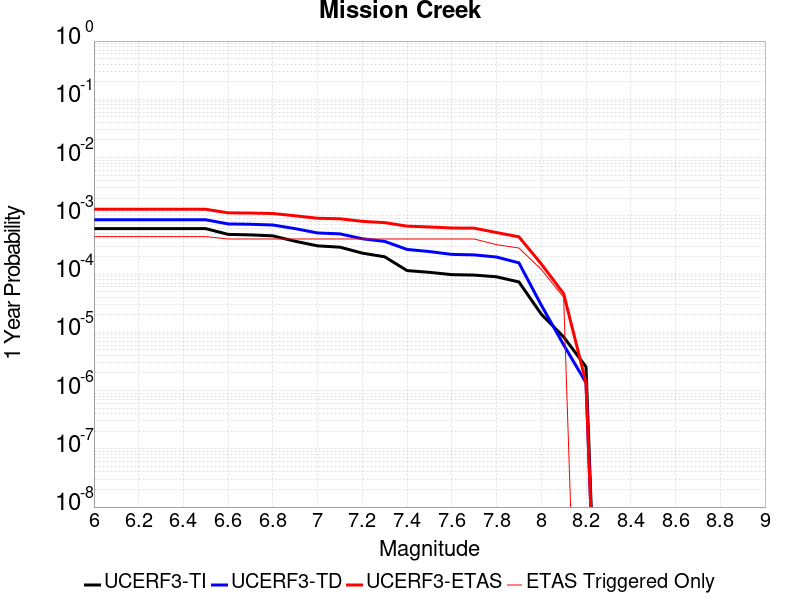 Mission Creek
1 Year Probability
10^0
10^-1
10^-2
10^-3
10^-4
10^-5
10^-6
10^-7
10^-8
6 6.2 6.4 6.6 6.8 7 7.2 7.4 7.6 7.8 8 8.2 8.4 8.6 8.8 9
Magnitude
UCERF3-TI UCERF3-TD UCERF3-ETAS ETAS Triggered Only